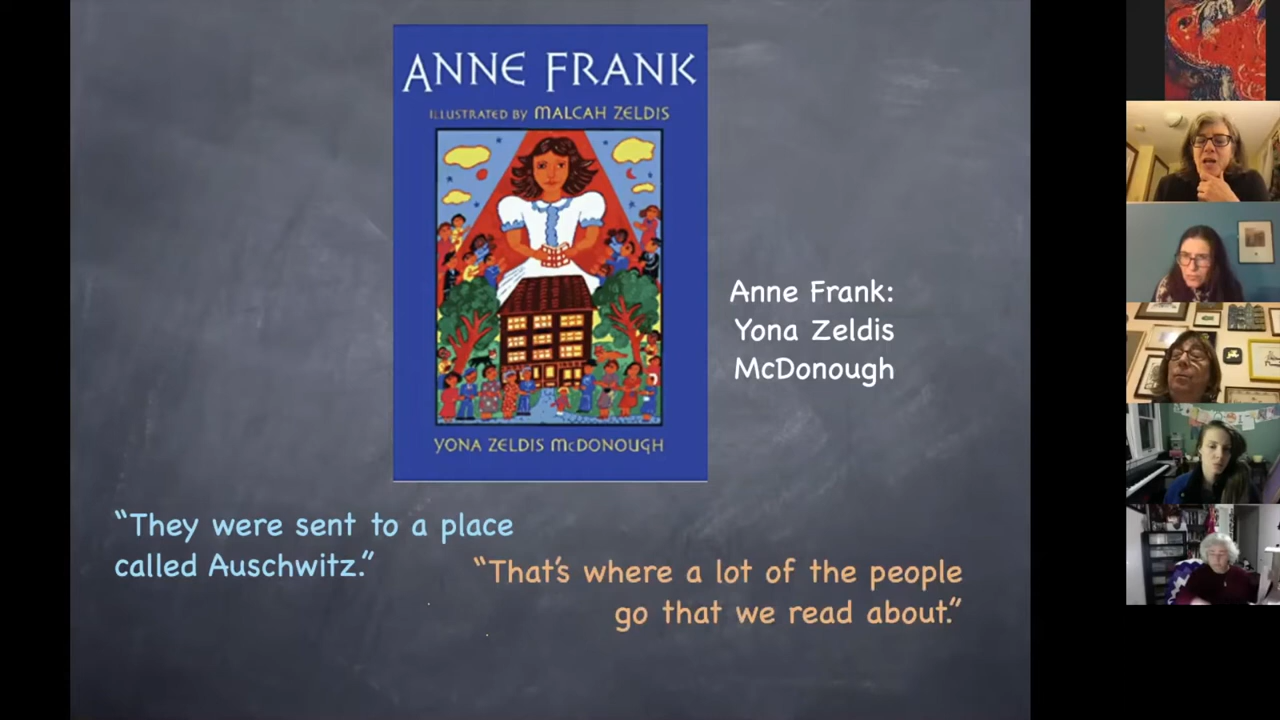 ANNE FRANK
ILLUSTRATED BY MALCAH ZELDIS
YONA ZELDIS McDONOUGH
Anne Frank:
Yona Zeldis
McDonough
“They were sent to a place
called Auschwitz.”
“That’s where a lot of the people
go that we read about.”